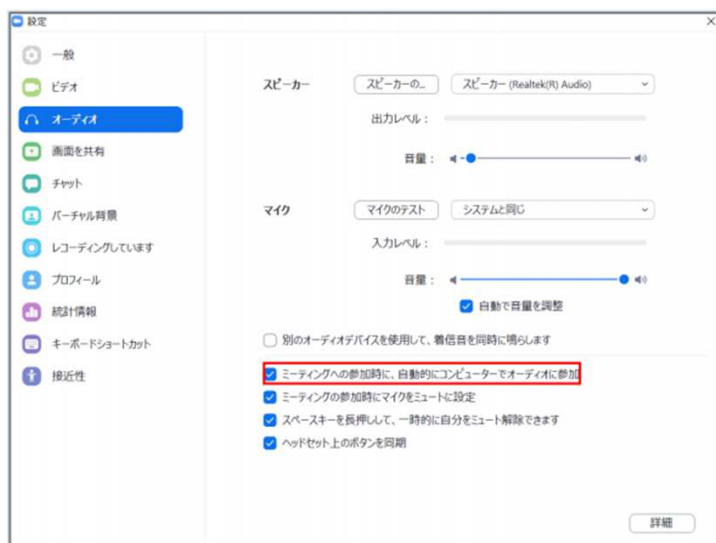 設定
一般
ビデオ
オーディオ
画面を共有
チャット
バーチャル背景
レコーディングしています
プロフィール
統計情報
キーボードショートカット
接近性
スピーカー スピーカーの... スピーカー (Realtek(R) Audio)
出力レベル：
音量：
マイク マイクのテスト システムと同じ
入力レベル：
音量：
自動で音量を調整
別のオーディオデバイスを使用して、着信音を同時に鳴らします
ミーティングへの参加時に、自動的にコンピューターでオーディオに参加
ミーティングの参加時にマイクをミュートに設定
スペースキーを長押しして、一時的に自分をミュート解除できます
ヘッドセット上のボタンを同期
詳細